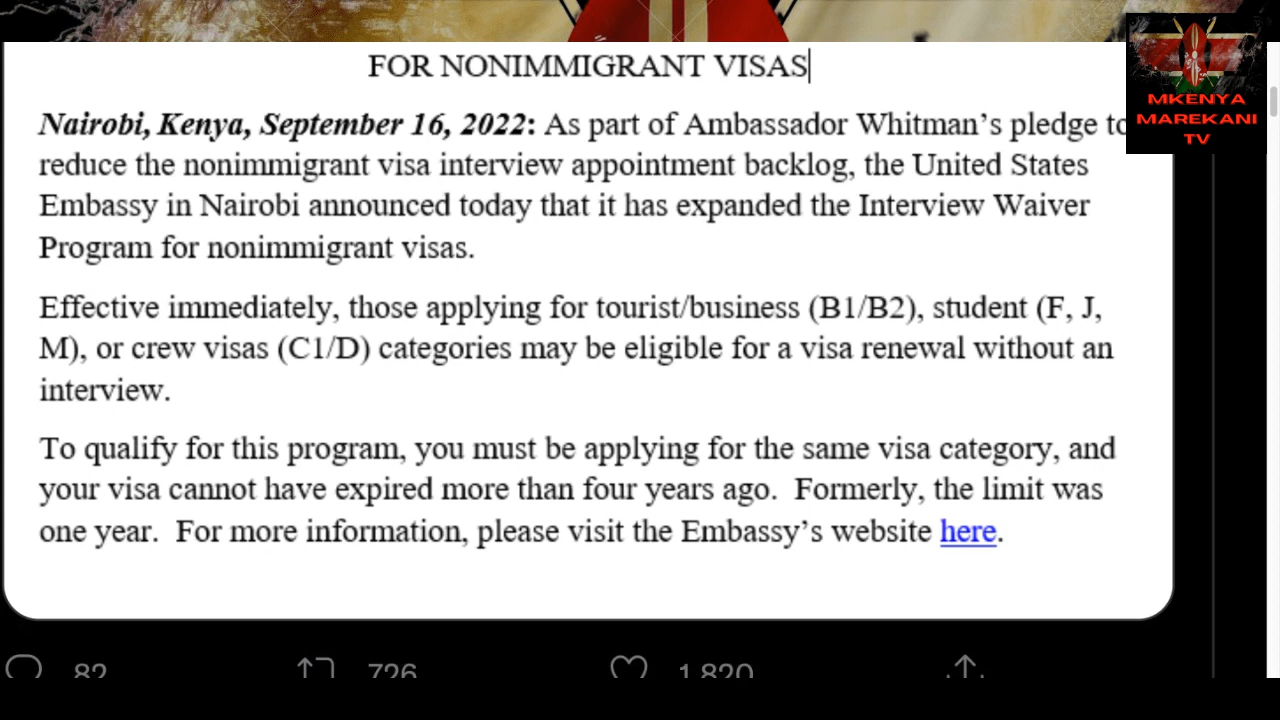 FOR NONIMMIGRANT VISAS
MKENYA
MAREKANI
TV
Nairobi, Kenya, September 16, 2022: As part of Ambassador Whitman’s pledge to
reduce the nonimmigrant visa interview appointment backlog, the United States
Embassy in Nairobi announced today that it has expanded the Interview Waiver
Program for nonimmigrant visas.
Effective immediately, those applying for tourist/business (B1/B2), student (F, J,
M), or crew visas (C1/D) categories may be eligible for a visa renewal without an
interview.
To qualify for this program, you must be applying for the same visa category, and
your visa cannot have expired more than four years ago.  Formerly, the limit was
one year.  For more information, please visit the Embassy’s website here.
82 726 1,820